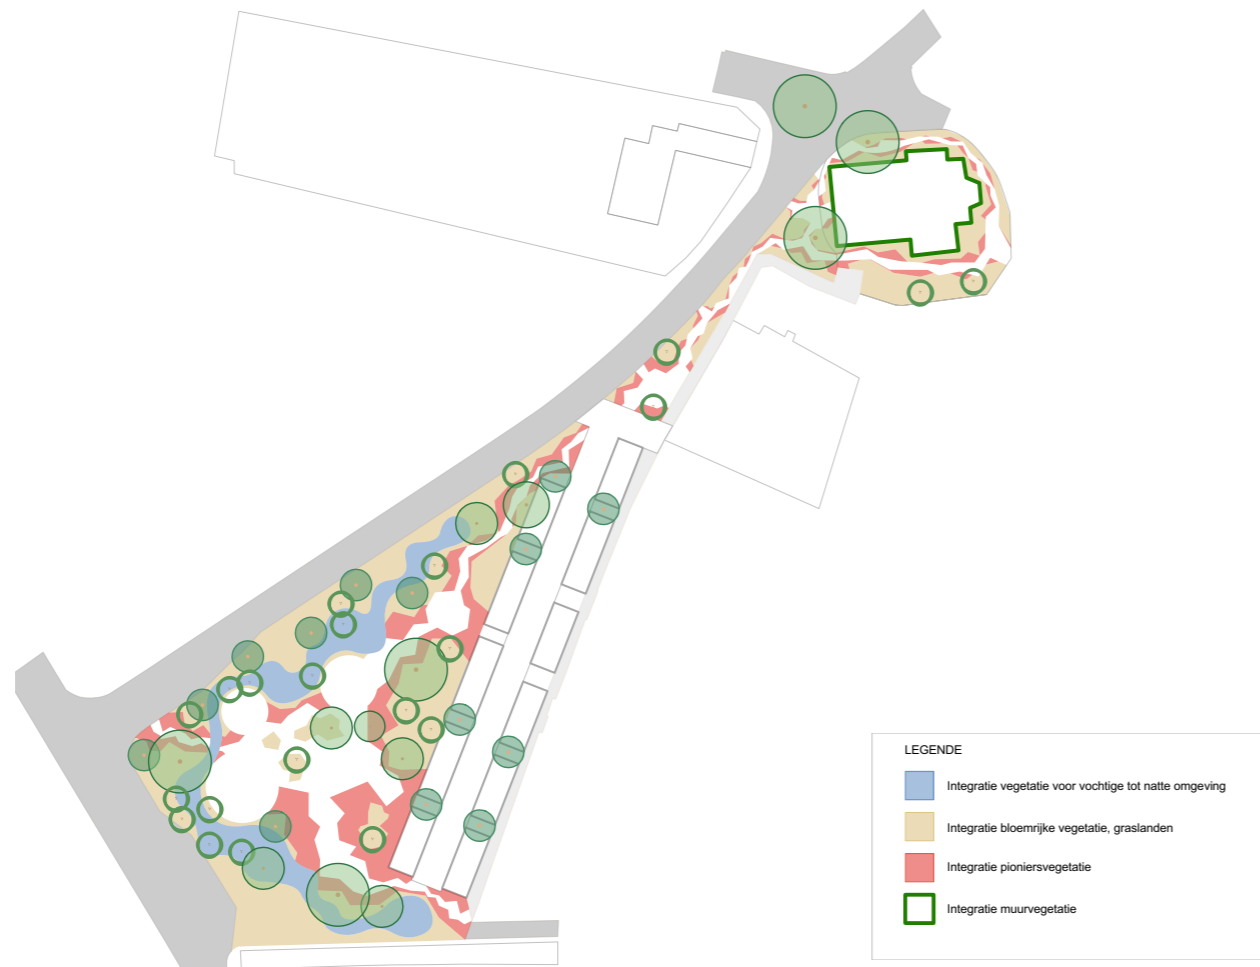 LEGENDE
Integratie vegetatie voor vochtige tot natte omgeving
Integratie bloemrijke vegetatie, graslanden
Integratie pioniersvegetatie
Integratie muurvegetatie